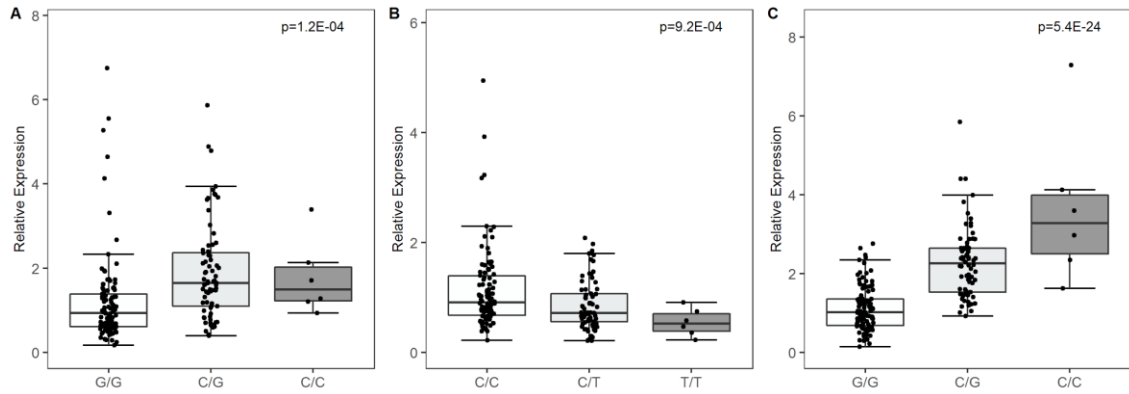 A
p=1.2E-04
Relative Expression
8
6
4
2
0
G/G C/G C/C
B
p=9.2E-04
Relative Expression
6
4
2
0
C/C C/T T/T
C
p=5.4E-24
Relative Expression
8
6
4
2
0
G/G C/G C/C